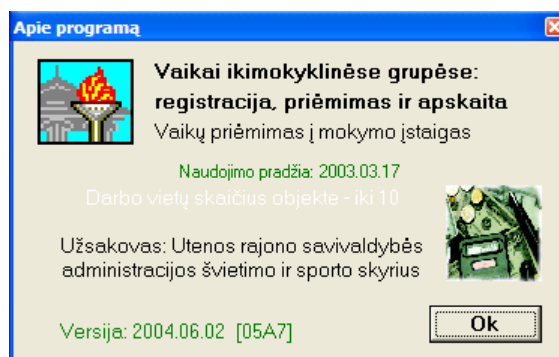 Apie programą
Vaikai ikimokyklinėse grupėse:
registracija, priėmimas ir apskaita
Vaikų priėmimas į mokymo įstaigas
Naudojimo pradžia: 2003.03.17
Darbo vietų skaičius objekte - iki 10
Užsakovas: Utenos rajono savivaldybės
administracijos švietimo ir sporto skyrius
Ok
Versija: 2004.06.02 [05A7]